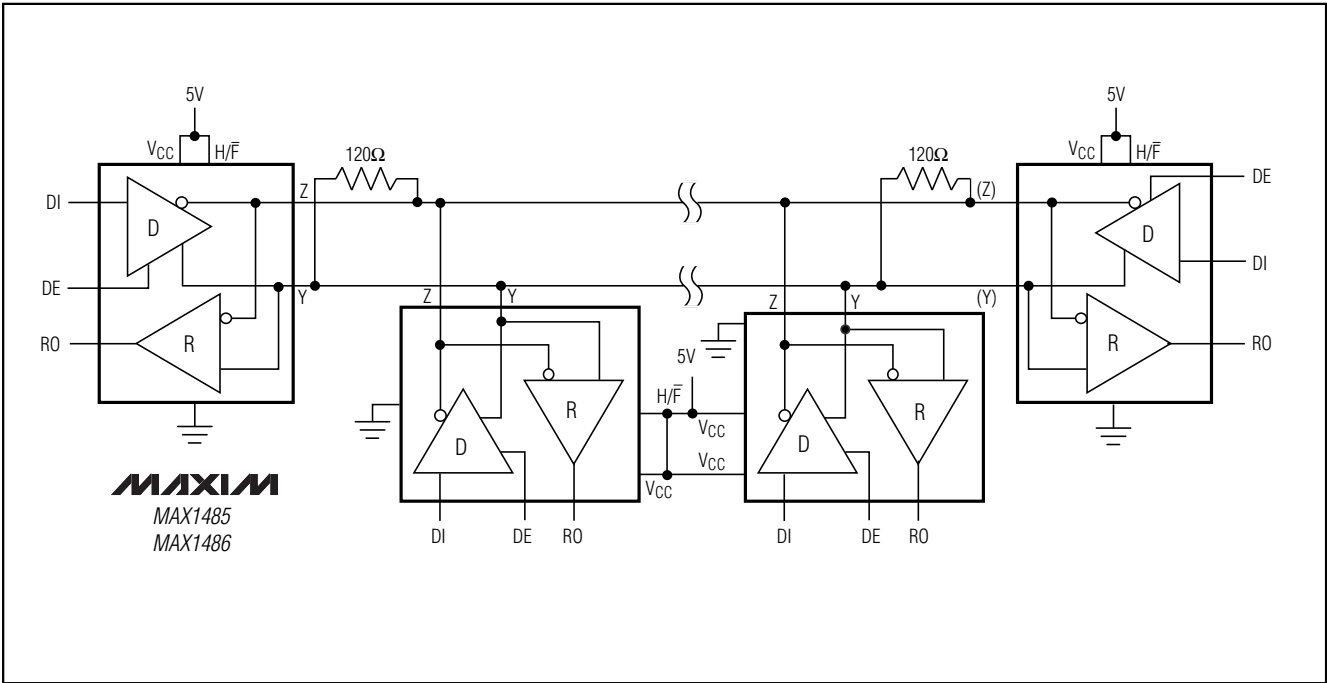 5V
5V
VCC H/F̅
120Ω
120Ω
VCC H/F̅
DI
Z
(Z)
DE
D
D
DE
Y
Z
Y
Z
Y
(Y)
DI
RO
R
5V
R
RO
H/F̅
VCC
R
D
R
D
VCC
VCC
MAXIM
MAX1485
MAX1486
DI
DE
RO
DI
DE
RO